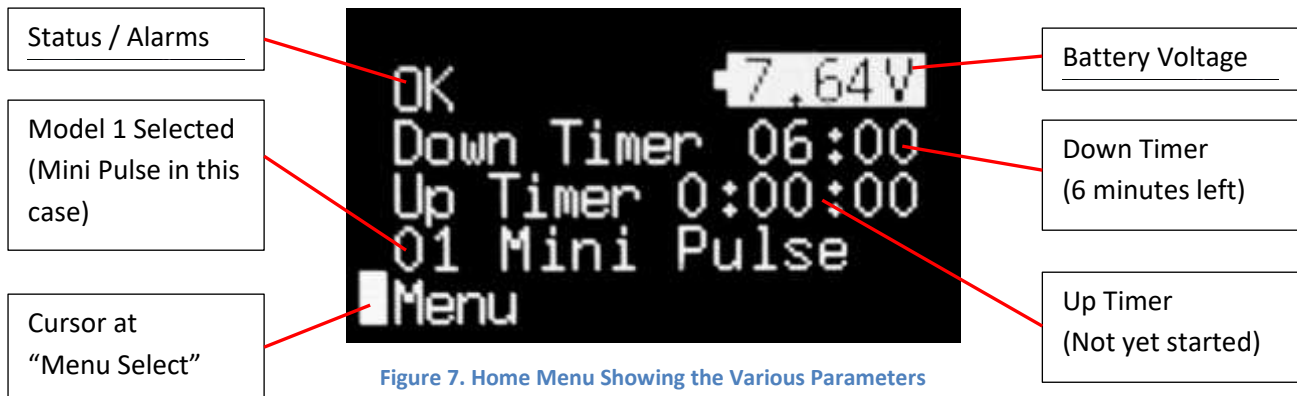 Status / Alarms
Model 1 Selected
(Mini Pulse in this
case)
Cursor at
“Menu Select”
OK 7.64V
Down Timer 06:00
Up Timer 0:00:00
01 Mini Pulse
Menu
Battery Voltage
Down Timer
(6 minutes left)
Up Timer
(Not yet started)
Figure 7. Home Menu Showing the Various Parameters